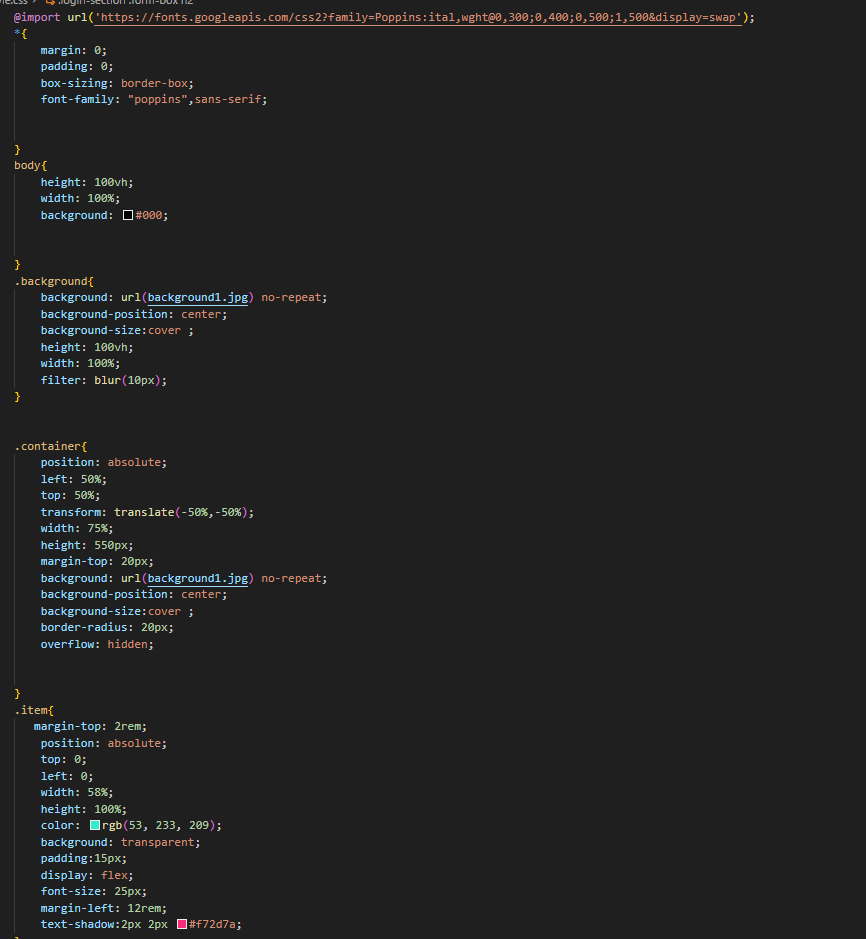 .login-section .form-box h2
@import url('https://fonts.googleapis.com/css2?family=Poppins:ital,wght@0,300;0,400;0,500;1,500&display=swap');
*{
margin: 0;
padding: 0;
box-sizing: border-box;
font-family: "poppins",sans-serif;
}
body{
height: 100vh;
width: 100%;
background: #000;
}
.background{
background: url(background1.jpg) no-repeat;
background-position: center;
background-size:cover ;
height: 100vh;
width: 100%;
filter: blur(10px);
}
.container{
position: absolute;
left: 50%;
top: 50%;
transform: translate(-50%,-50%);
width: 75%;
height: 550px;
margin-top: 20px;
background: url(background1.jpg) no-repeat;
background-position: center;
background-size:cover ;
border-radius: 20px;
overflow: hidden;
}
.item{
margin-top: 2rem;
position: absolute;
top: 0;
left: 0;
width: 58%;
height: 100%;
color: rgb(53, 233, 209);
background: transparent;
padding:15px;
display: flex;
font-size: 25px;
margin-left: 12rem;
text-shadow:2px 2px #f72d7a;